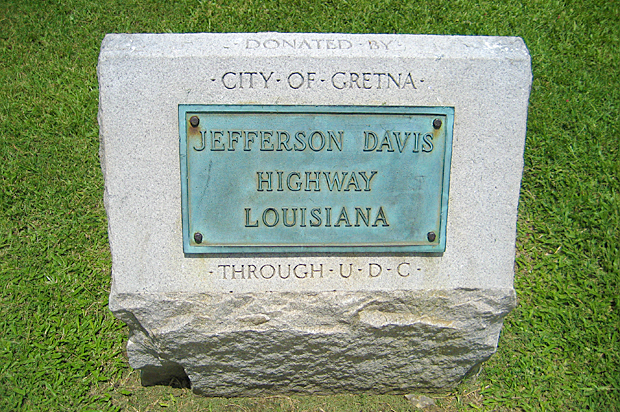 · DONATED · BY ·
· CITY · OF · GRETNA ·
JEFFERSON DAVIS
HIGHWAY
LOUISIANA
· THROUGH · U · D · C ·